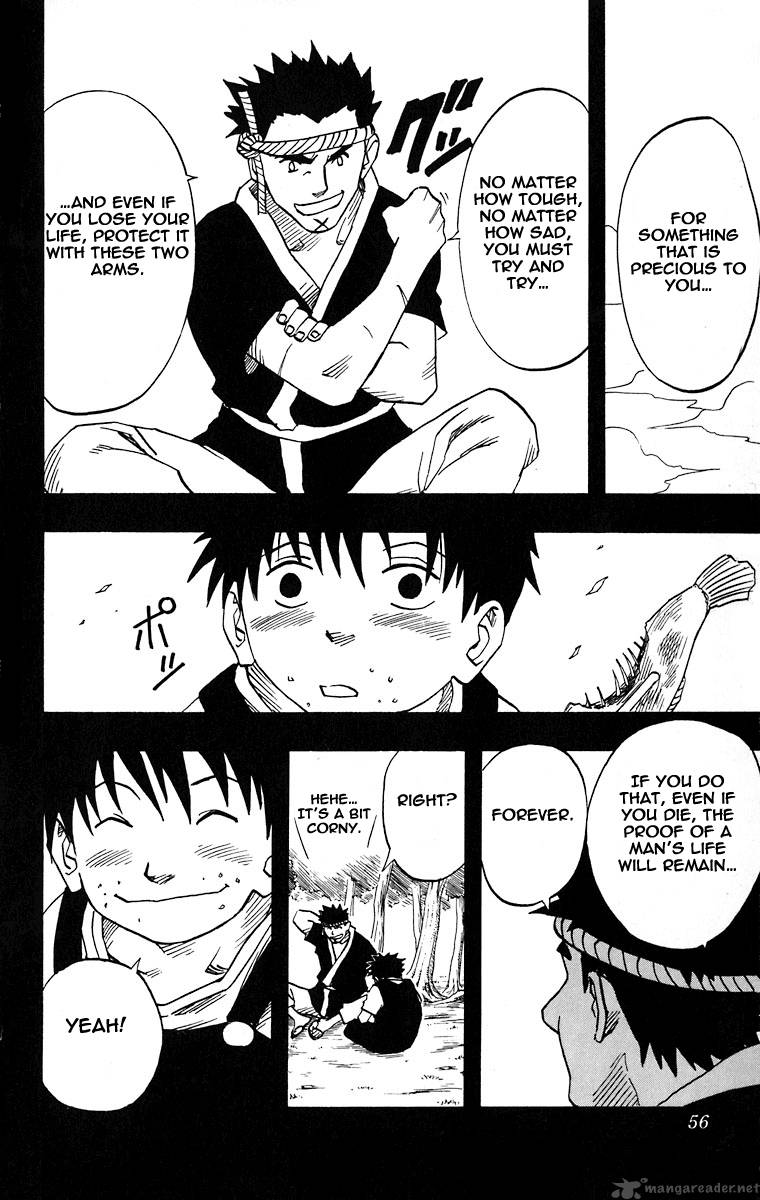 FOR
SOMETHING
THAT IS
PRECIOUS TO
YOU...
NO MATTER
HOW TOUGH,
NO MATTER
HOW SAD,
YOU MUST
TRY AND
TRY...
グッ
...AND EVEN IF
YOU LOSE YOUR
LIFE, PROTECT IT
WITH THESE TWO
ARMS.
ポーッ
IF YOU DO
THAT, EVEN IF
YOU DIE, THE
PROOF OF A
MAN'S LIFE
WILL REMAIN...
FOREVER.
RIGHT?
HEHE...
IT'S A BIT
CORNY.
YEAH!
56
mangareader.net